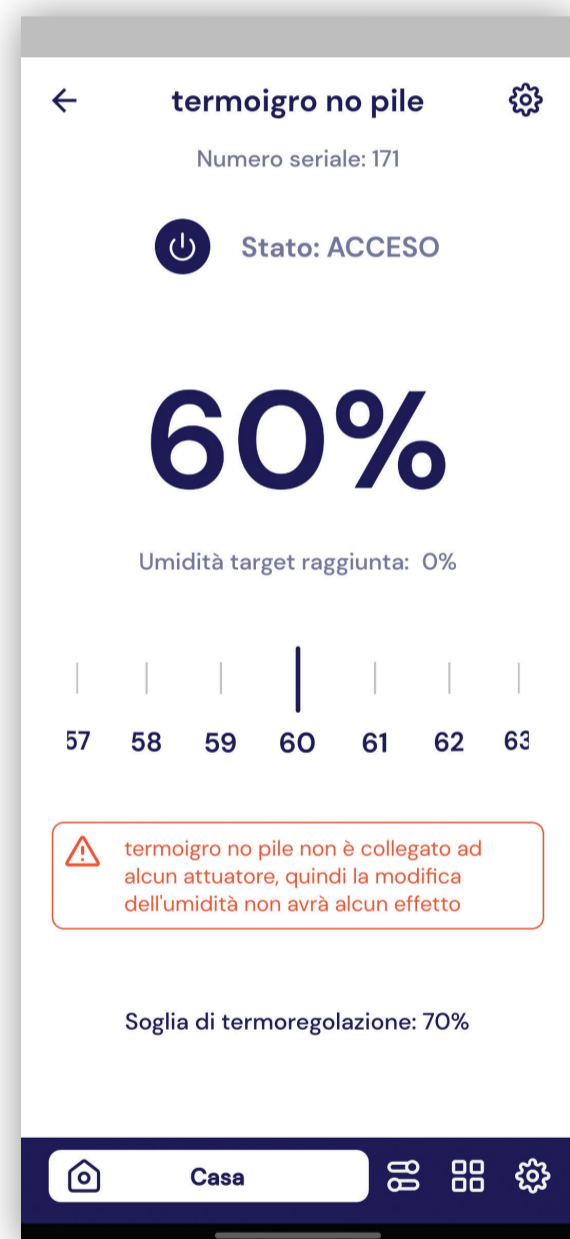 termoigro no pile
Numero seriale: 171
Stato: ACCESO
60%
Umidità target raggiunta: 0%
57 58 59 60 61 62 63
termoigro no pile non è collegato ad
alcun attuatore, quindi la modifica
dell'umidità non avrà alcun effetto
Soglia di termoregolazione: 70%
Casa